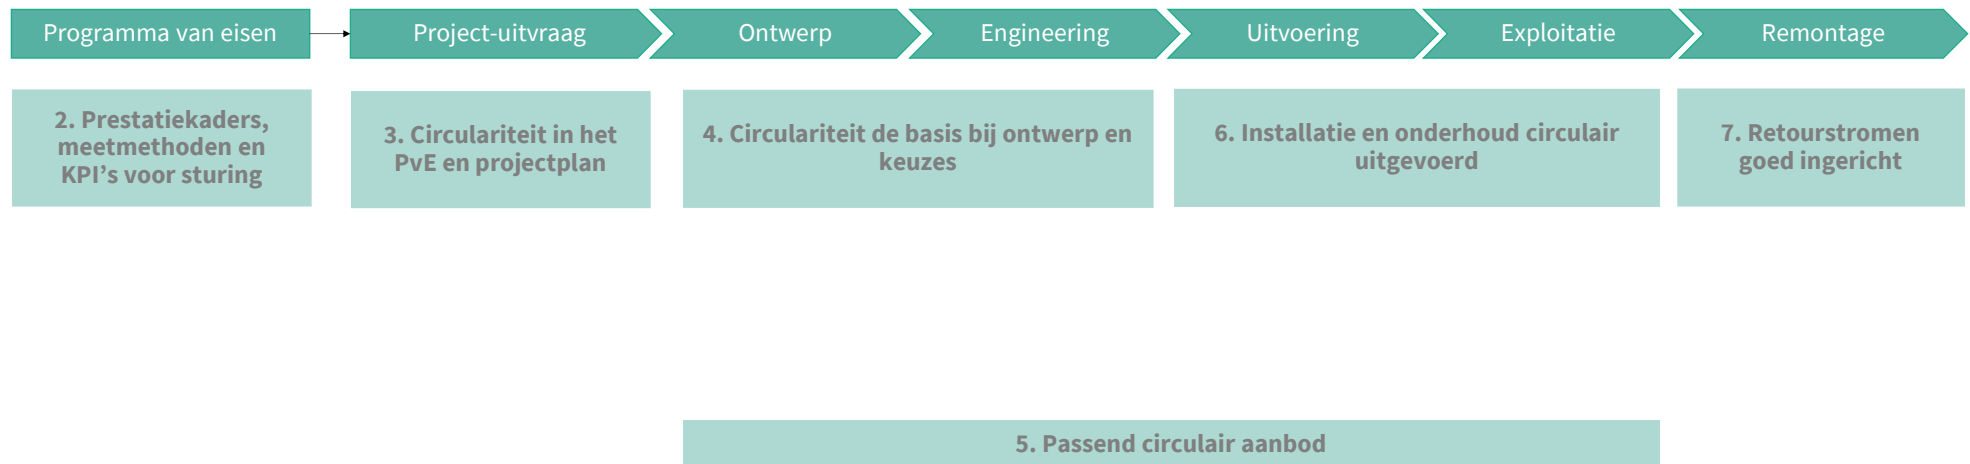 Programma van eisen
Project-uitvraag
Ontwerp
Engineering
Uitvoering
Exploitatie
Remontage
2. Prestatiekaders,
meetmethoden en
KPI’s voor sturing
3. Circulariteit in het
PvE en projectplan
4. Circulariteit de basis bij ontwerp en
keuzes
6. Installatie en onderhoud circulair
uitgevoerd
7. Retourstromen
goed ingericht
5. Passend circulair aanbod